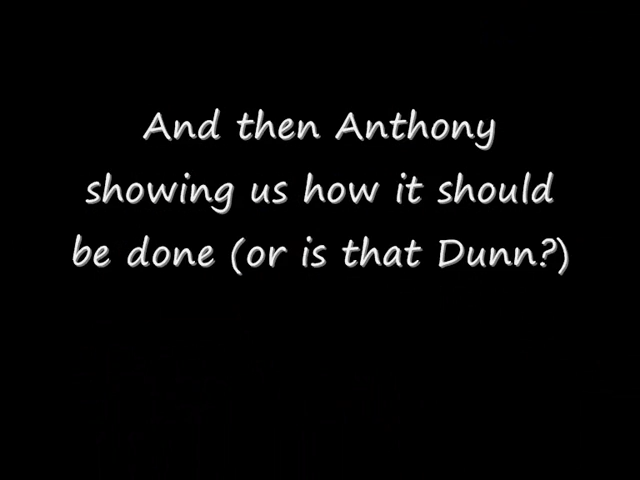 And then Anthony
showing us how it should
be done (or is that Dunn?)